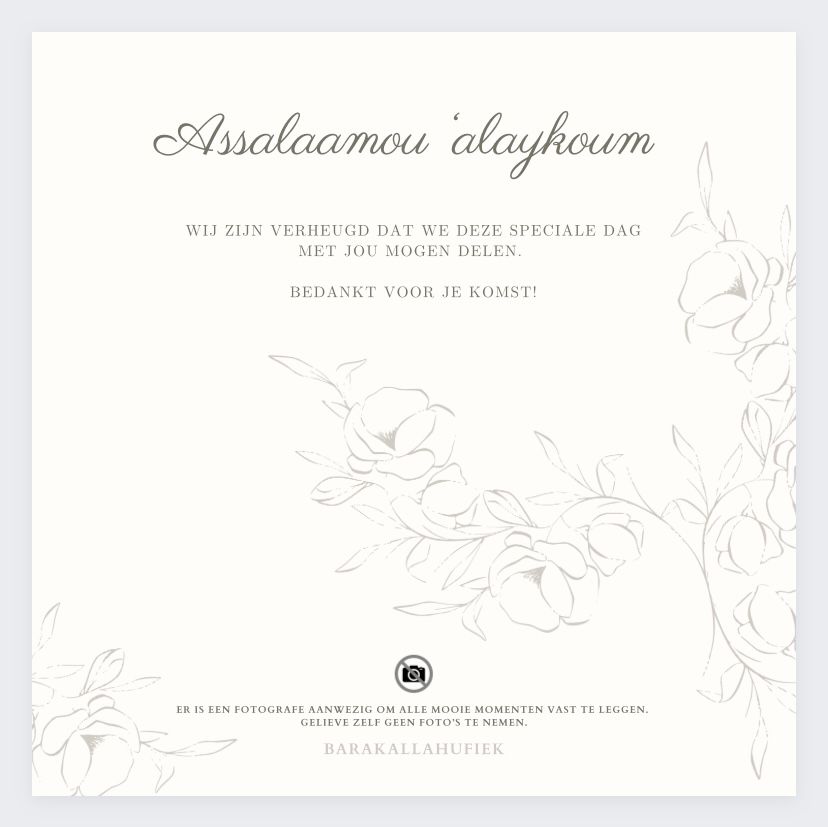 Assalaamou ‘alaykoum
WIJ ZIJN VERHEUGD DAT WE DEZE SPECIALE DAG
MET JOU MOGEN DELEN.
BEDANKT VOOR JE KOMST!
ER IS EEN FOTOGRAFE AANWEZIG OM ALLE MOOIE MOMENTEN VAST TE LEGGEN.
GELIEVE ZELF GEEN FOTO'S TE NEMEN.
BARAKALLAHUFIEK